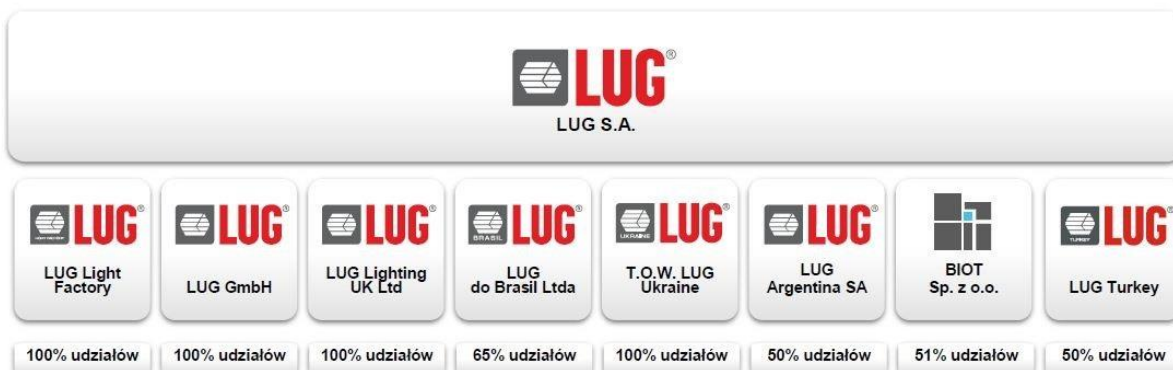 LUG®
LUG S.A.
LUG®
LUG Light
Factory
LUG®
LUG GmbH
LUG®
LUG Lighting
UK Ltd
BRASIL LUG®
LUG
do Brasil Ltda
UKRAINE LUG®
T.O.W. LUG
Ukraine
LUG®
LUG
Argentina SA
BIOT
Sp. z o.o.
TURKEY LUG®
LUG Turkey
100% udziałów
100% udziałów
100% udziałów
65% udziałów
100% udziałów
50% udziałów
51% udziałów
50% udziałów